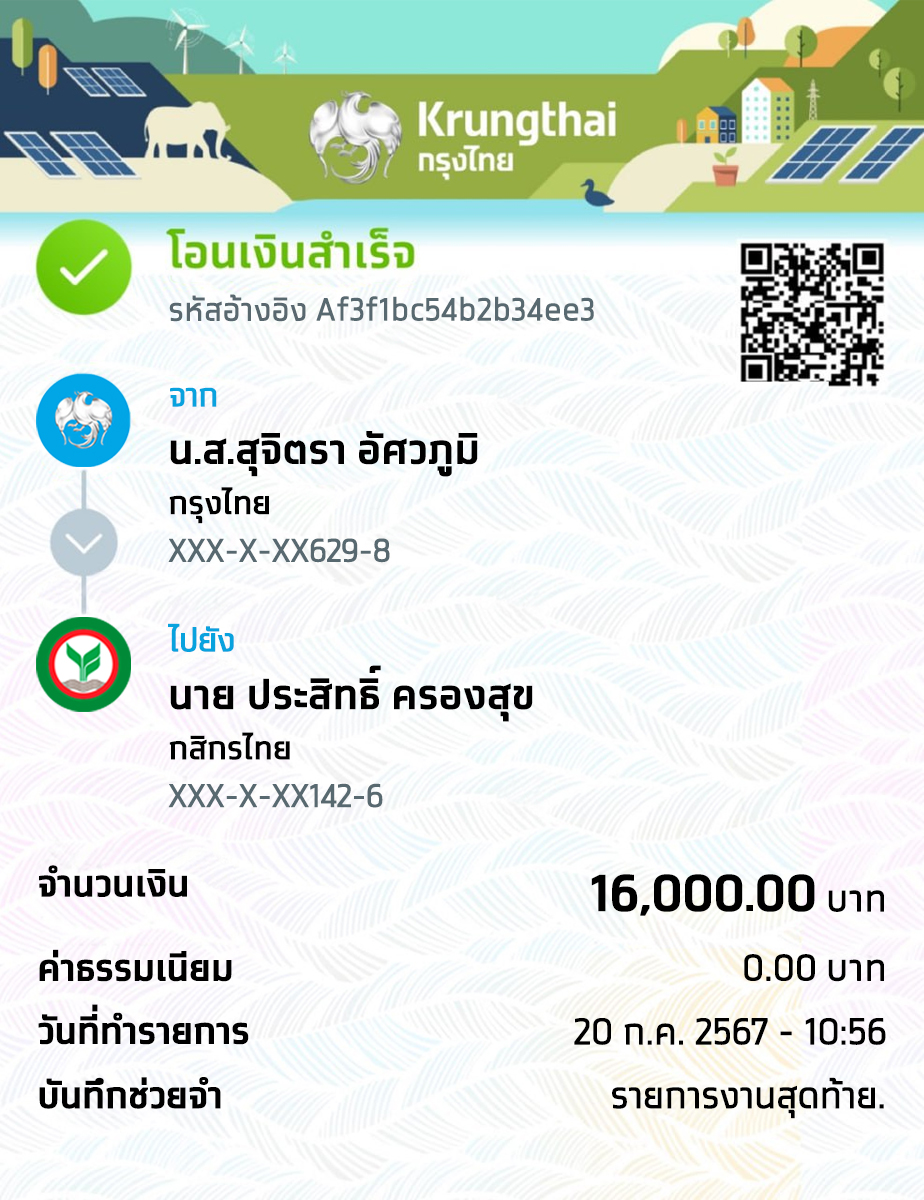 Krungthai
กรุงไทย
โอนเงินสำเร็จ
รหัสอ้างอิง Af3f1bc54b2b34ee3
จาก
น.ส.สุจิตรา อัศวภูมิ
กรุงไทย
XXX-X-XX629-8
ไปยัง
นาย ประสิทธิ์ ครองสุข
กสิกรไทย
XXX-X-XX142-6
จำนวนเงิน 16,000.00 บาท
ค่าธรรมเนียม 0.00 บาท
วันที่ทำรายการ 20 ก.ค. 2567 - 10:56
บันทึกช่วยจำ รายการงานสุดท้าย.